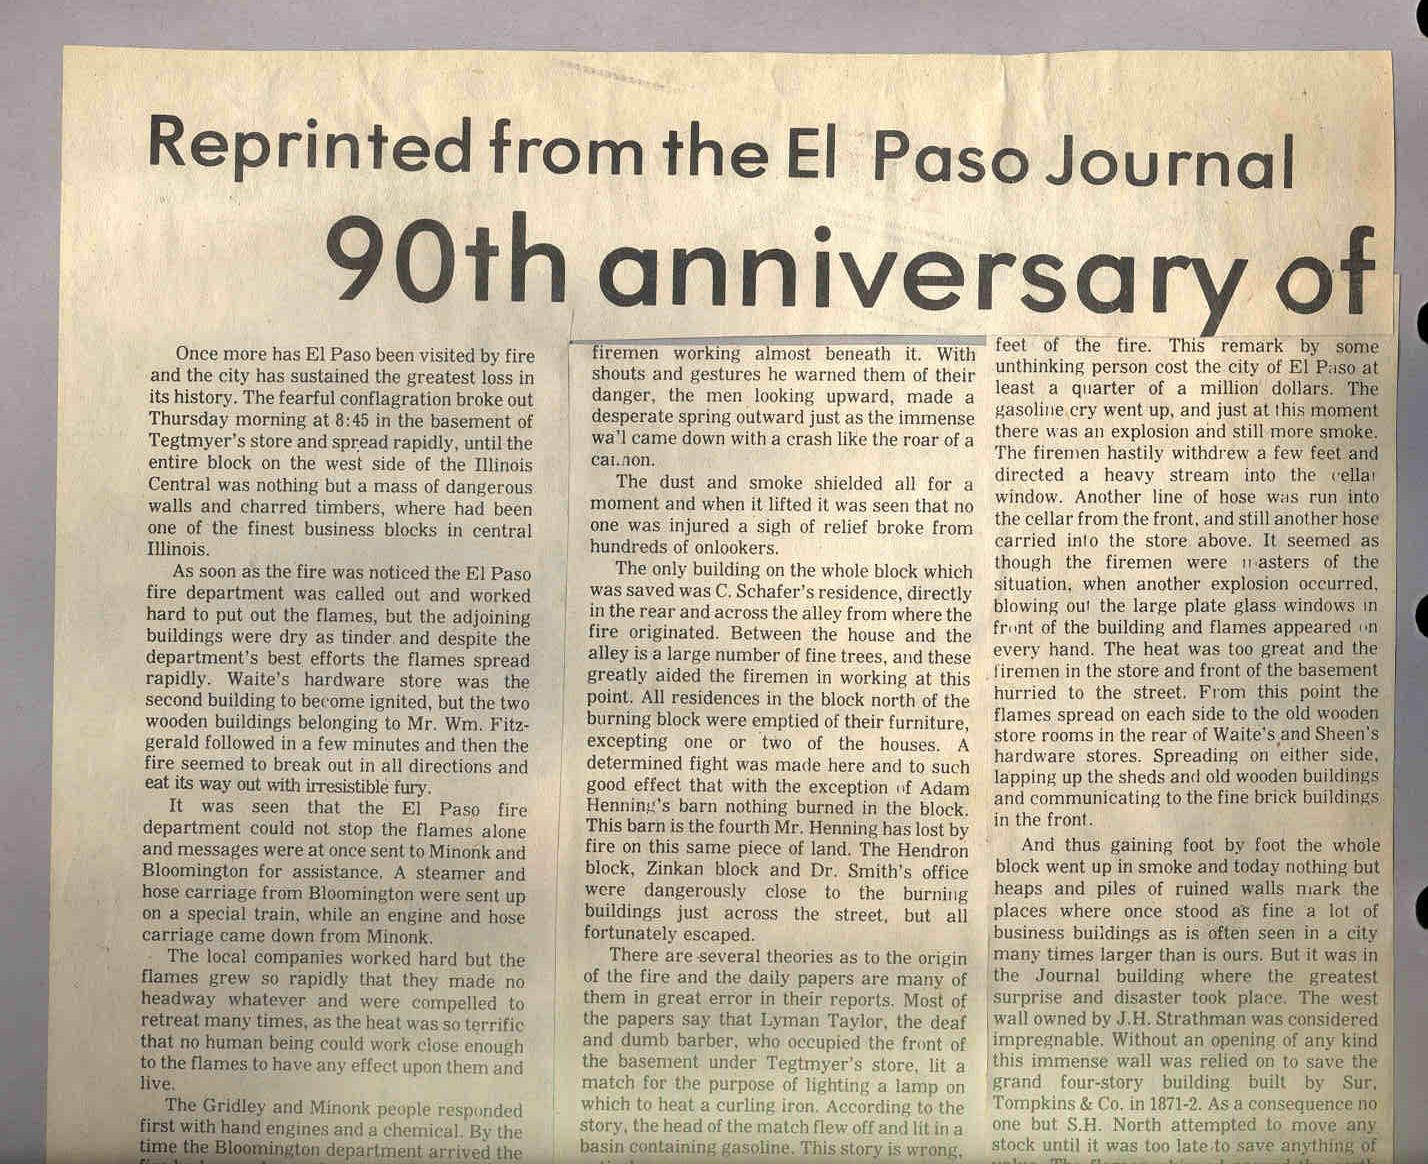 Reprinted from the El Paso Journal
90th anniversary of
Once more has El Paso been visited by fire
and the city has sustained the greatest loss in
its history. The fearful conflagration broke out
Thursday morning at 8:45 in the basement of
Tegtmyer's store and spread rapidly, until the
entire block on the west side of the Illinois
Central was nothing but a mass of dangerous
walls and charred timbers, where had been
one of the finest business blocks in central
Illinois.
As soon as the fire was noticed the El Paso
fire department was called out and worked
hard to put out the flames, but the adjoining
buildings were dry as tinder and despite the
department's best efforts the flames spread
rapidly. Waite's hardware store was the
second building to become ignited, but the two
wooden buildings belonging to Mr. Wm. Fitz-
gerald followed in a few minutes and then the
fire seemed to break out in all directions and
eat its way out with irresistible fury.
It was seen that the El Paso fire
department could not stop the flames alone
and messages were at once sent to Minonk and
Bloomington for assistance. A steamer and
hose carriage from Bloomington were sent up
on a special train, while an engine and hose
carriage came down from Minonk.
The local companies worked hard but the
flames grew so rapidly that they made no
headway whatever and were compelled to
retreat many times, as the heat was so terrific
that no human being could work close enough
to the flames to have any effect upon them and
live.
The Gridley and Minonk people responded
first with hand engines and a chemical. By the
time the Bloomington department arrived the
firemen working almost beneath it. With
shouts and gestures he warned them of their
danger, the men looking upward, made a
desperate spring outward just as the immense
wall came down with a crash like the roar of a
cannon.
The dust and smoke shielded all for a
moment and when it lifted it was seen that no
one was injured a sigh of relief broke from
hundreds of onlookers.
The only building on the whole block which
was saved was C. Schafer's residence, directly
in the rear and across the alley from where the
fire originated. Between the house and the
alley is a large number of fine trees, and these
greatly aided the firemen in working at this
point. All residences in the block north of the
burning block were emptied of their furniture,
excepting one or two of the houses. A
determined fight was made here and to such
good effect that with the exception of Adam
Henning's barn nothing burned in the block.
This barn is the fourth Mr. Henning has lost by
fire on this same piece of land. The Hendron
block, Zinkan block and Dr. Smith's office
were dangerously close to the burning
buildings just across the street, but all
fortunately escaped.
There are several theories as to the origin
of the fire and the daily papers are many of
them in great error in their reports. Most of
the papers say that Lyman Taylor, the deaf
and dumb barber, who occupied the front of
the basement under Tegtmyer's store, lit a
match for the purpose of lighting a lamp on
which to heat a curling iron. According to the
story, the head of the match flew off and lit in a
basin containing gasoline. This story is wrong,
feet of the fire. This remark by some
unthinking person cost the city of El Paso at
least a quarter of a million dollars. The
gasoline cry went up, and just at this moment
there was an explosion and still more smoke.
The firemen hastily withdrew a few feet and
directed a heavy stream into the cellar
window. Another line of hose was run into
the cellar from the front, and still another hose
carried into the store above. It seemed as
though the firemen were masters of the
situation, when another explosion occurred,
blowing out the large plate glass windows in
front of the building and flames appeared on
every hand. The heat was too great and the
firemen in the store and front of the basement
hurried to the street. From this point the
flames spread on each side to the old wooden
store rooms in the rear of Waite's and Sheen's
hardware stores. Spreading on either side,
lapping up the sheds and old wooden buildings
and communicating to the fine brick buildings
in the front.
And thus gaining foot by foot the whole
block went up in smoke and today nothing but
heaps and piles of ruined walls mark the
places where once stood as fine a lot of
business buildings as is often seen in a city
many times larger than is ours. But it was in
the Journal building where the greatest
surprise and disaster took place. The west
wall owned by J.H. Strathman was considered
impregnable. Without an opening of any kind
this immense wall was relied on to save the
grand four-story building built by Sur,
Tompkins & Co. in 1871-2. As a consequence no
one but S.H. North attempted to move any
stock until it was too late to save anything of